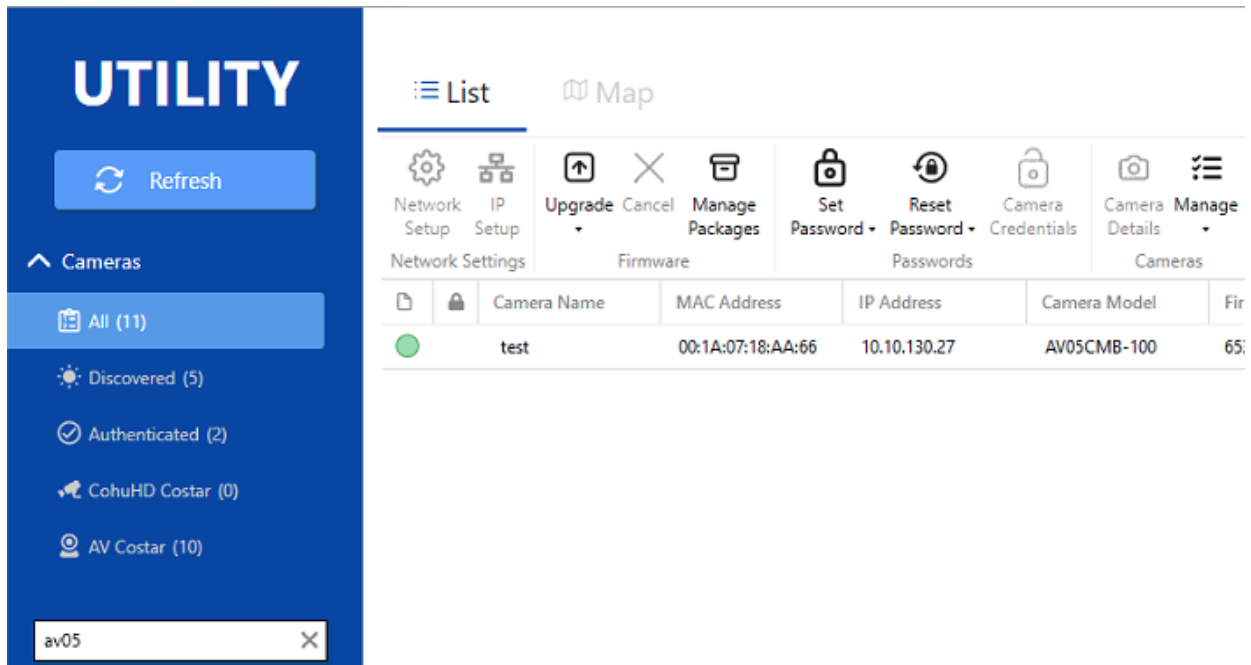 UTILITY
Refresh
Cameras
All (11)
Discovered (5)
Authenticated (2)
CohuHD Costar (0)
AV Costar (10)
av05
List Map
Network Setup IP Setup Upgrade Cancel Manage Packages Set Password Reset Password Camera Credentials Camera Details Manage
Network Settings Firmware Passwords Cameras
Camera Name MAC Address IP Address Camera Model Fir
test 00:1A:07:18:AA:66 10.10.130.27 AV05CMB-100 653